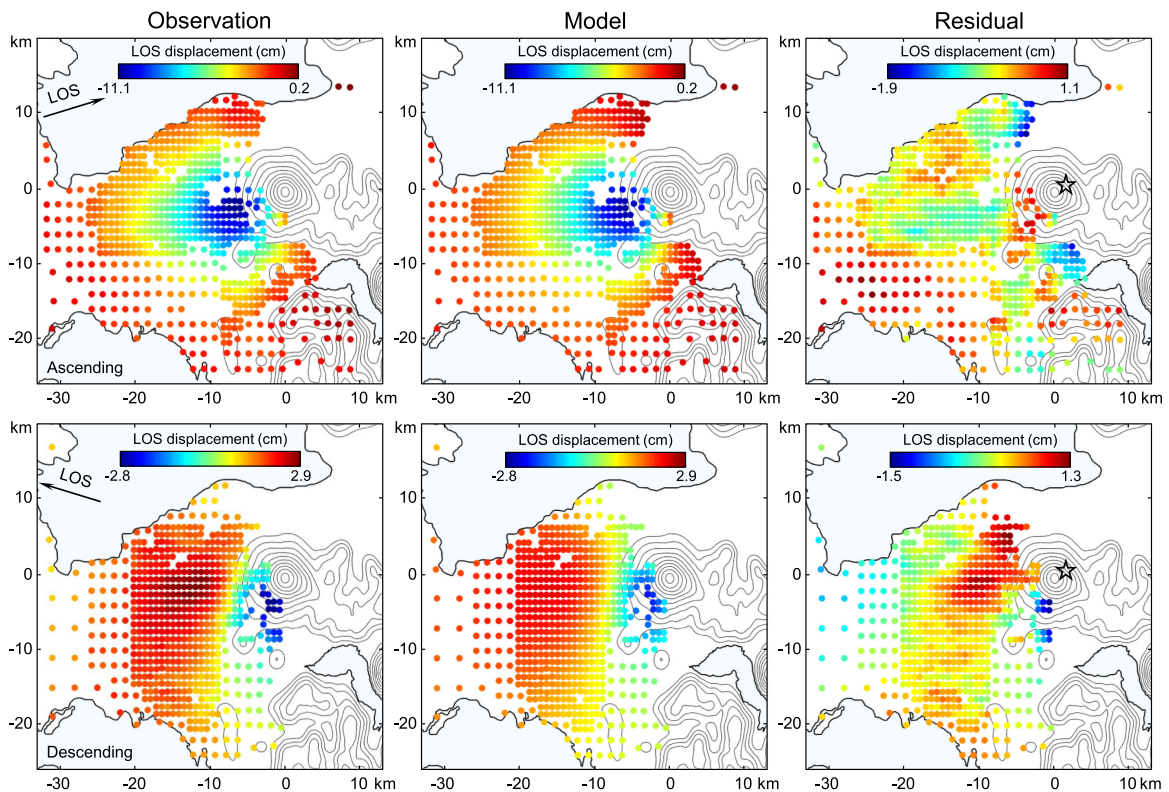 Observation Model Residual
km km km
LOS displacement (cm) LOS displacement (cm) LOS displacement (cm)
-11.1 0.2 -11.1 0.2 -1.9 1.1
LOS
10 10 10
0 0 0
-10 -10 -10
-20 -20 -20
Ascending
-30 -20 -10 0 10 km -30 -20 -10 0 10 km -30 -20 -10 0 10 km
km km km
LOS displacement (cm) LOS displacement (cm) LOS displacement (cm)
-2.8 2.9 -2.8 2.9 -1.5 1.3
LOS
10 10 10
0 0 0
-10 -10 -10
-20 -20 -20
Descending
-30 -20 -10 0 10 km -30 -20 -10 0 10 km -30 -20 -10 0 10 km